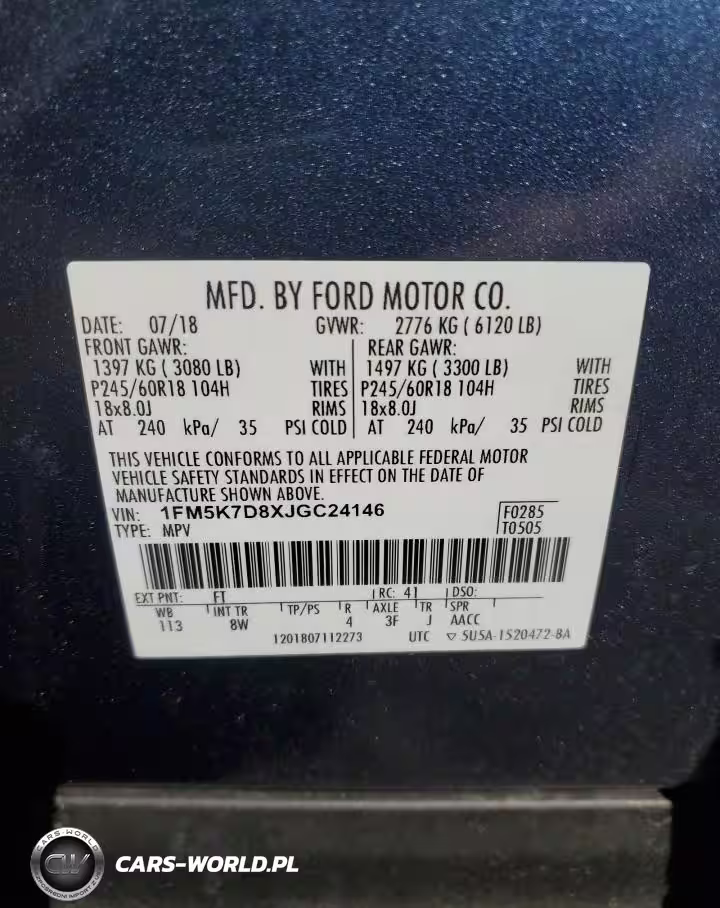 MFD. BY FORD MOTOR CO.
DATE: 07/18 GVWR: 2776 KG ( 6120 LB)
FRONT GAWR: REAR GAWR:
1397 KG ( 3080 LB) WITH 1497 KG ( 3300 LB) WITH
P245/60R18 104H TIRES P245/60R18 104H TIRES
18x8.0J RIMS 18x8.0J RIMS
AT 240 kPa/ 35 PSI COLD AT 240 kPa/ 35 PSI COLD
THIS VEHICLE CONFORMS TO ALL APPLICABLE FEDERAL MOTOR
VEHICLE SAFETY STANDARDS IN EFFECT ON THE DATE OF
MANUFACTURE SHOWN ABOVE.
VIN: 1FM5K7D8XJGC24146 F0285
TYPE: MPV T0505
EXT PNT: FT RC: 41 DSO:
WB INT TR TP/PS R AXLE TR SPR
113 8W 4 3F J AACC
1201807112273 UTC ▽ 5U5A-1520472-BA
CARS-WORLD
CW
CARS-WORLD.PL